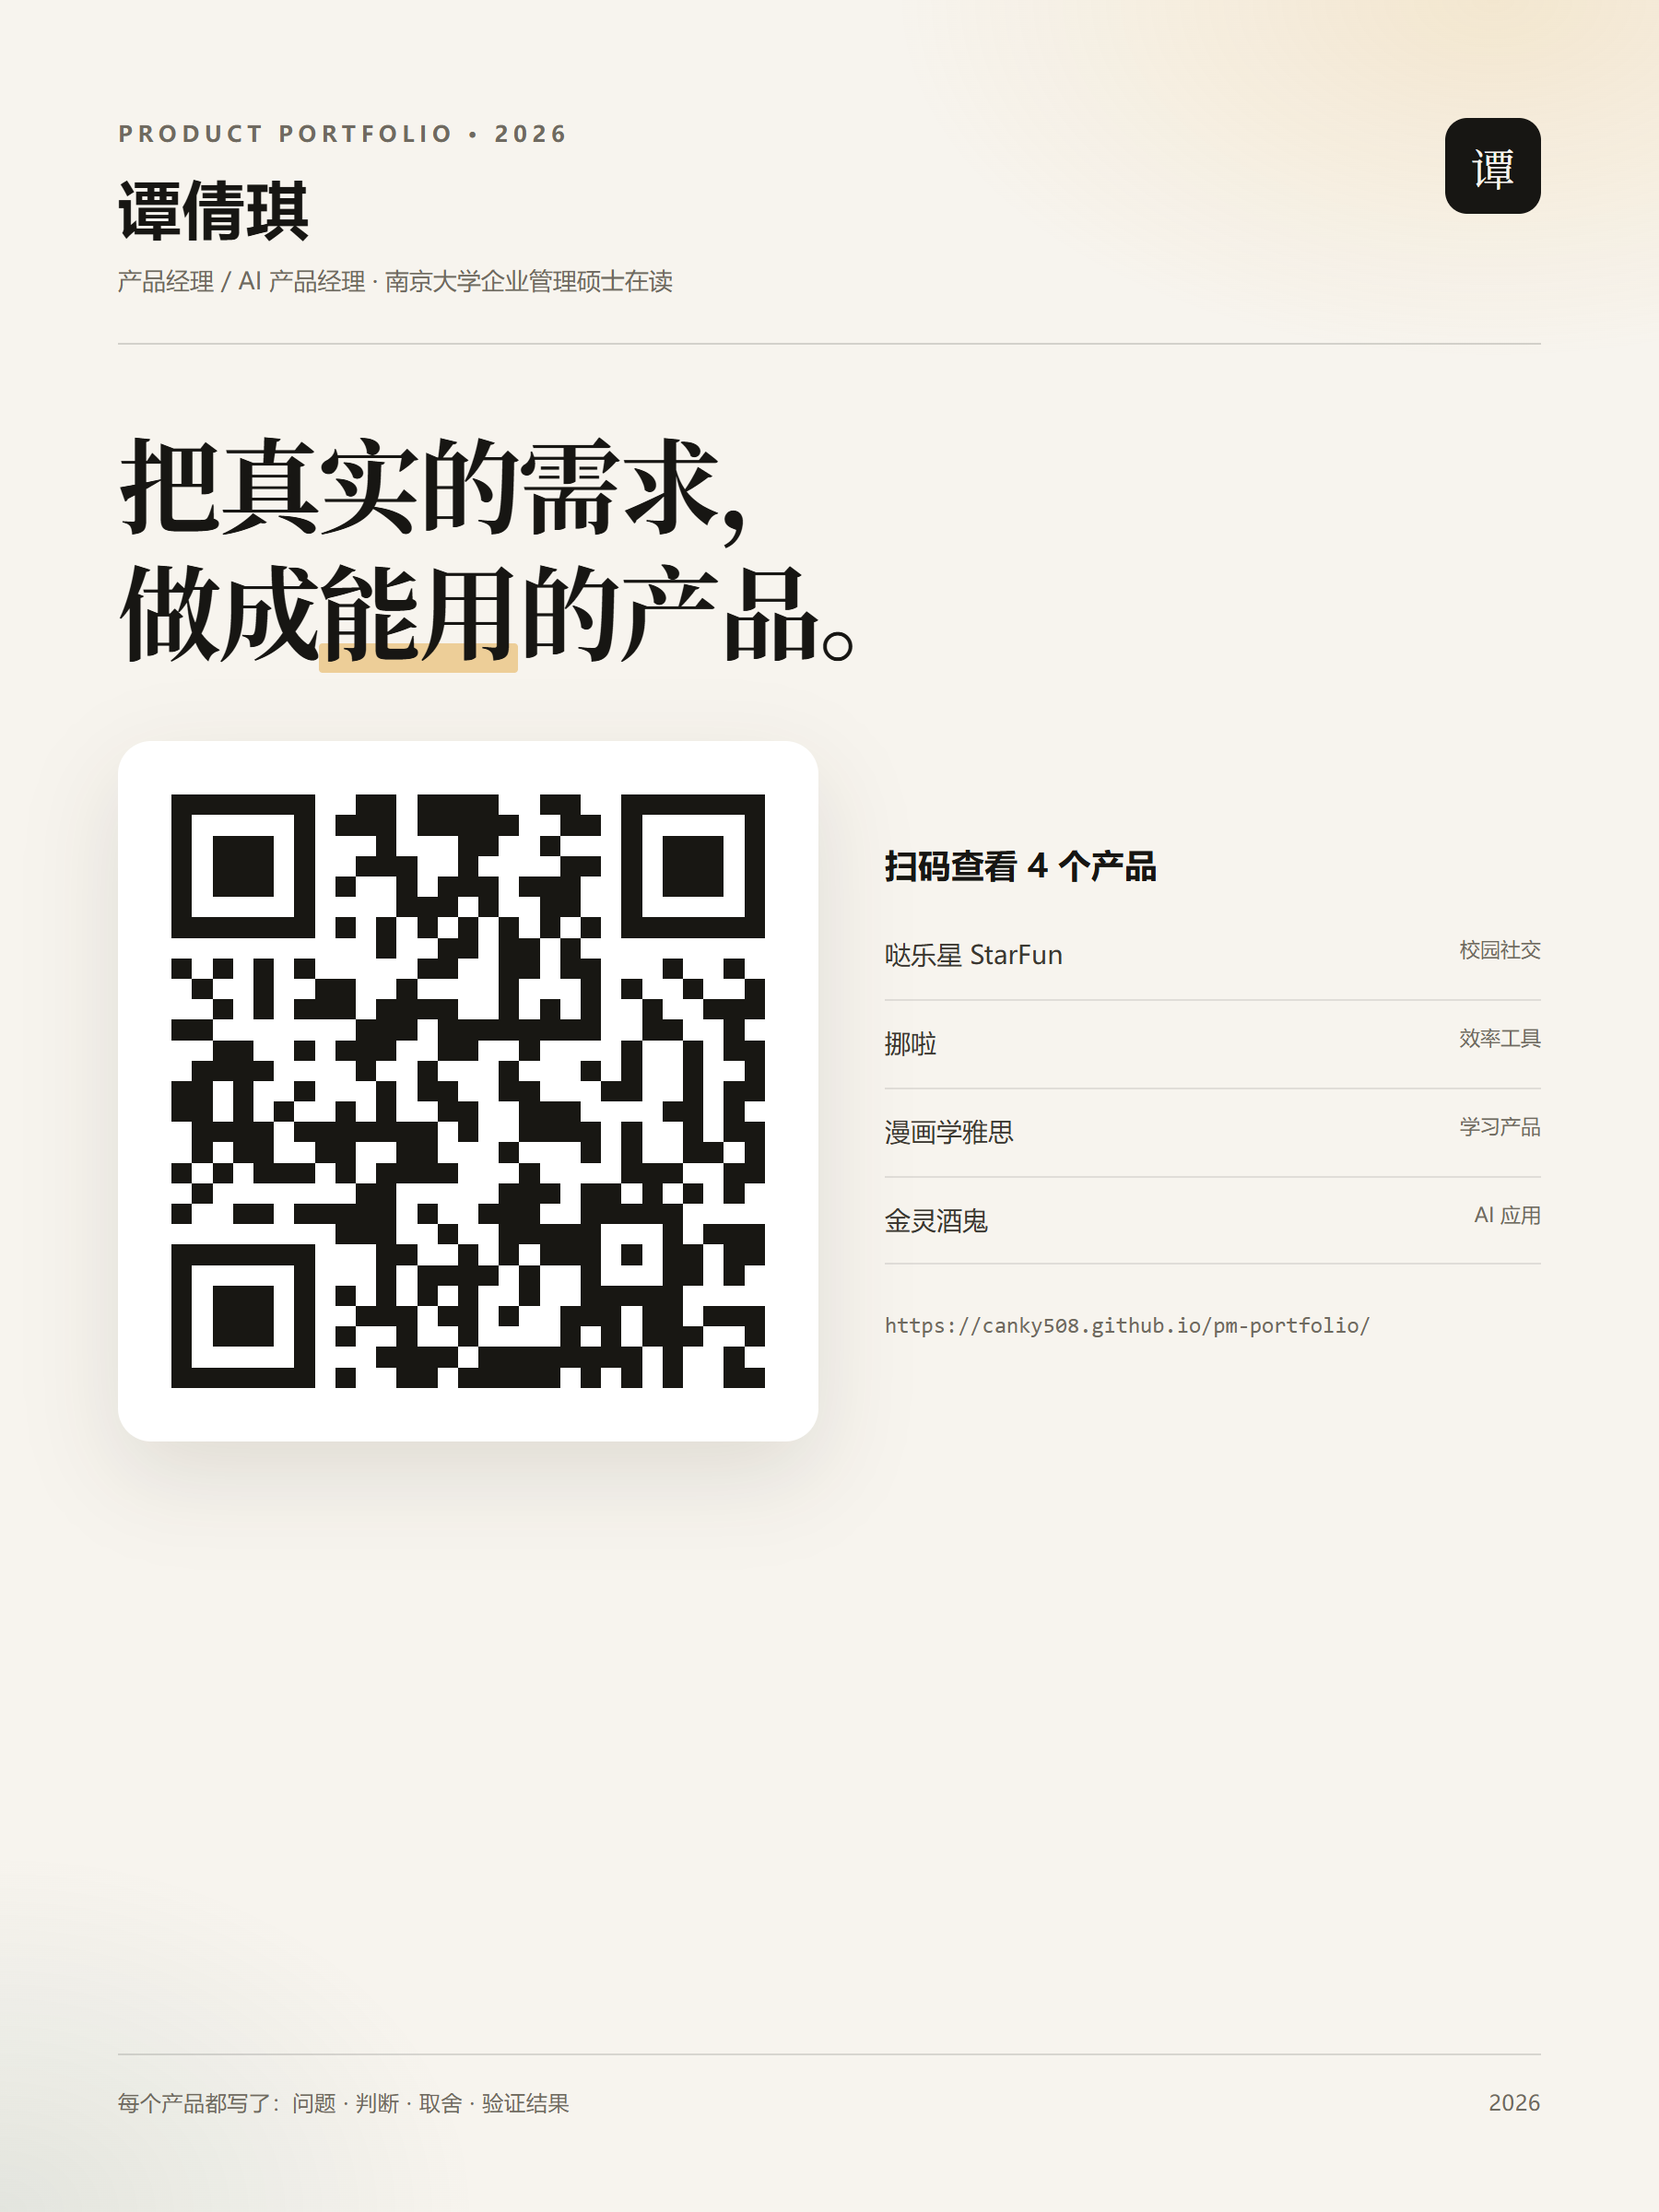 PRODUCT PORTFOLIO • 2026
谭倩琪
谭
产品经理 / AI 产品经理 · 南京大学企业管理硕士在读
把真实的需求，
做成能用的产品。
扫码查看 4 个产品
哒乐星 StarFun 校园社交
挪啦 效率工具
漫画学雅思 学习产品
金灵酒鬼 AI 应用
https://canky508.github.io/pm-portfolio/
每个产品都写了：问题 · 判断 · 取舍 · 验证结果 2026